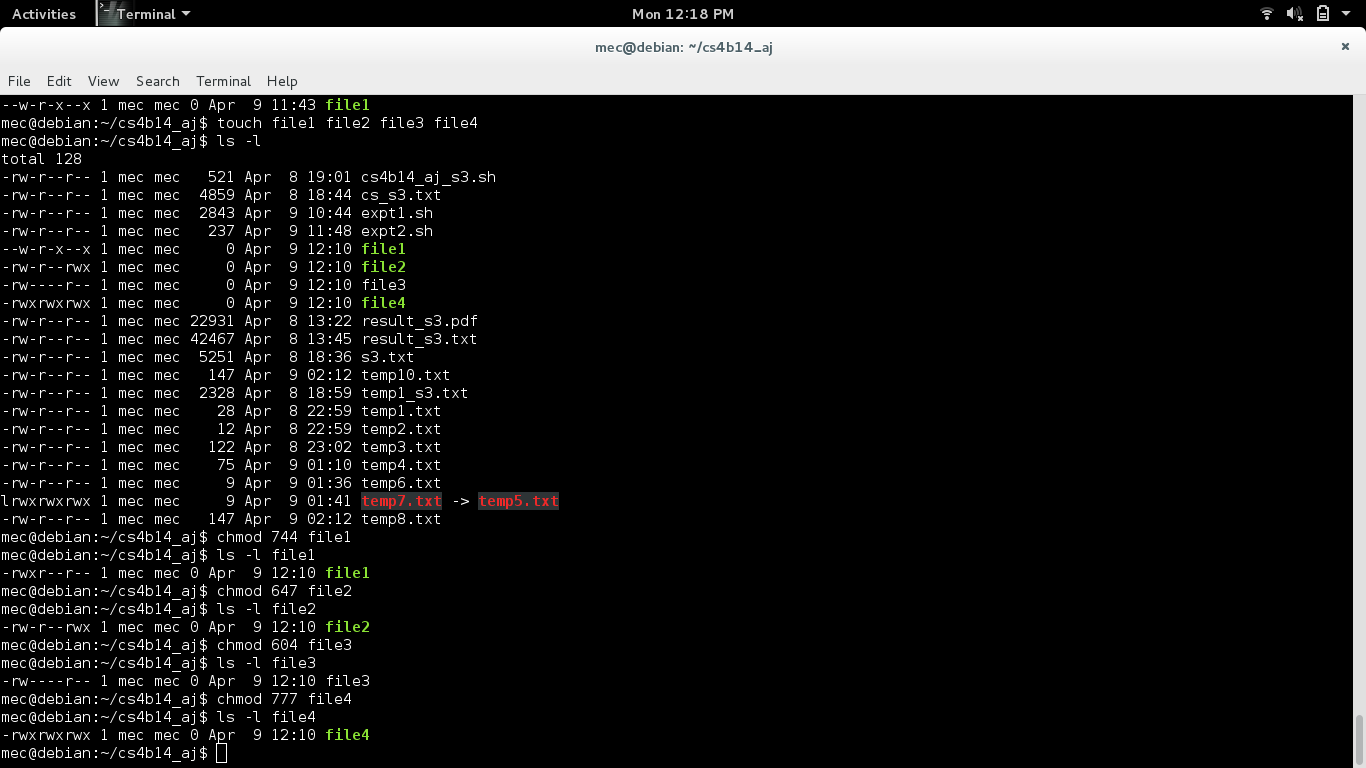 Activities Terminal Mon 12:18 PM
mec@debian: ~/cs4b14_aj ×
File Edit View Search Terminal Help
--w-r-x--x 1 mec mec 0 Apr  9 11:43 file1
mec@debian:~/cs4b14_aj$ touch file1 file2 file3 file4
mec@debian:~/cs4b14_aj$ ls -l
total 128
-rw-r--r-- 1 mec mec   521 Apr  8 19:01 cs4b14_aj_s3.sh
-rw-r--r-- 1 mec mec  4859 Apr  8 18:44 cs_s3.txt
-rw-r--r-- 1 mec mec  2843 Apr  9 10:44 expt1.sh
-rw-r--r-- 1 mec mec   237 Apr  9 11:48 expt2.sh
--w-r-x--x 1 mec mec     0 Apr  9 12:10 file1
-rw-r--rwx 1 mec mec     0 Apr  9 12:10 file2
-rw----r-- 1 mec mec     0 Apr  9 12:10 file3
-rwxrwxrwx 1 mec mec     0 Apr  9 12:10 file4
-rw-r--r-- 1 mec mec 22931 Apr  8 13:22 result_s3.pdf
-rw-r--r-- 1 mec mec 42467 Apr  8 13:45 result_s3.txt
-rw-r--r-- 1 mec mec  5251 Apr  8 18:36 s3.txt
-rw-r--r-- 1 mec mec   147 Apr  9 02:12 temp10.txt
-rw-r--r-- 1 mec mec  2328 Apr  8 18:59 temp1_s3.txt
-rw-r--r-- 1 mec mec    28 Apr  8 22:59 temp1.txt
-rw-r--r-- 1 mec mec    12 Apr  8 22:59 temp2.txt
-rw-r--r-- 1 mec mec   122 Apr  8 23:02 temp3.txt
-rw-r--r-- 1 mec mec    75 Apr  9 01:10 temp4.txt
-rw-r--r-- 1 mec mec     9 Apr  9 01:36 temp6.txt
lrwxrwxrwx 1 mec mec     9 Apr  9 01:41 temp7.txt -> temp5.txt
-rw-r--r-- 1 mec mec   147 Apr  9 02:12 temp8.txt
mec@debian:~/cs4b14_aj$ chmod 744 file1
mec@debian:~/cs4b14_aj$ ls -l file1
-rwxr--r-- 1 mec mec 0 Apr  9 12:10 file1
mec@debian:~/cs4b14_aj$ chmod 647 file2
mec@debian:~/cs4b14_aj$ ls -l file2
-rw-r--rwx 1 mec mec 0 Apr  9 12:10 file2
mec@debian:~/cs4b14_aj$ chmod 604 file3
mec@debian:~/cs4b14_aj$ ls -l file3
-rw----r-- 1 mec mec 0 Apr  9 12:10 file3
mec@debian:~/cs4b14_aj$ chmod 777 file4
mec@debian:~/cs4b14_aj$ ls -l file4
-rwxrwxrwx 1 mec mec 0 Apr  9 12:10 file4
mec@debian:~/cs4b14_aj$